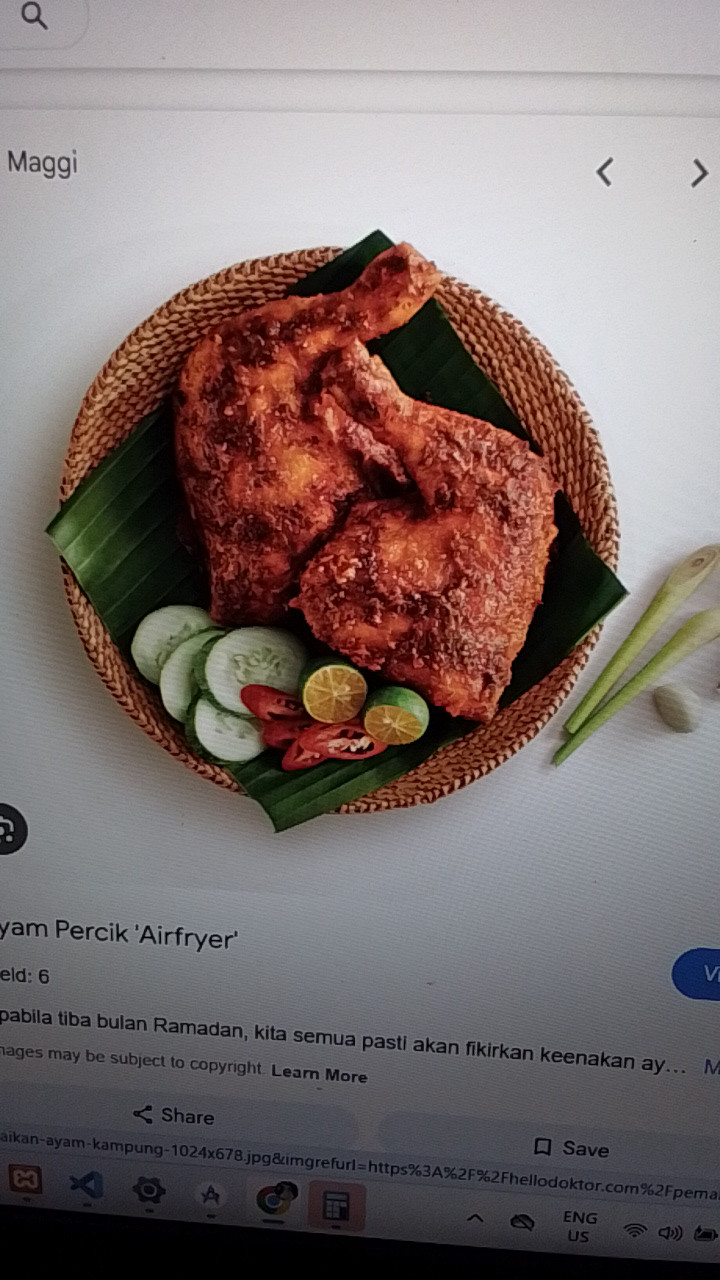 Maggi
yam Percik 'Airfryer'
eld: 6
pabila tiba bulan Ramadan, kita semua pasti akan fikirkan keenakan ay... M
mages may be subject to copyright. Learn More
Share
Save
aikan-ayam-kampung-1024x678.jpg&imgrefurl=https%3A%2F%2Fhellodoktor.com%2Fpema
ENG
US